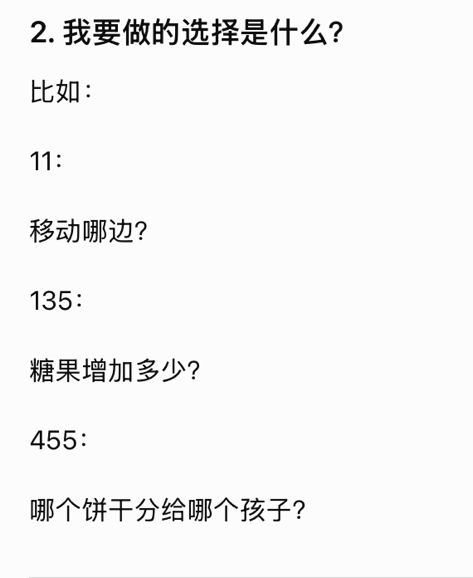 2. 我要做的选择是什么?
比如：
11：
移动哪边?
135：
糖果增加多少?
455：
哪个饼干分给哪个孩子?